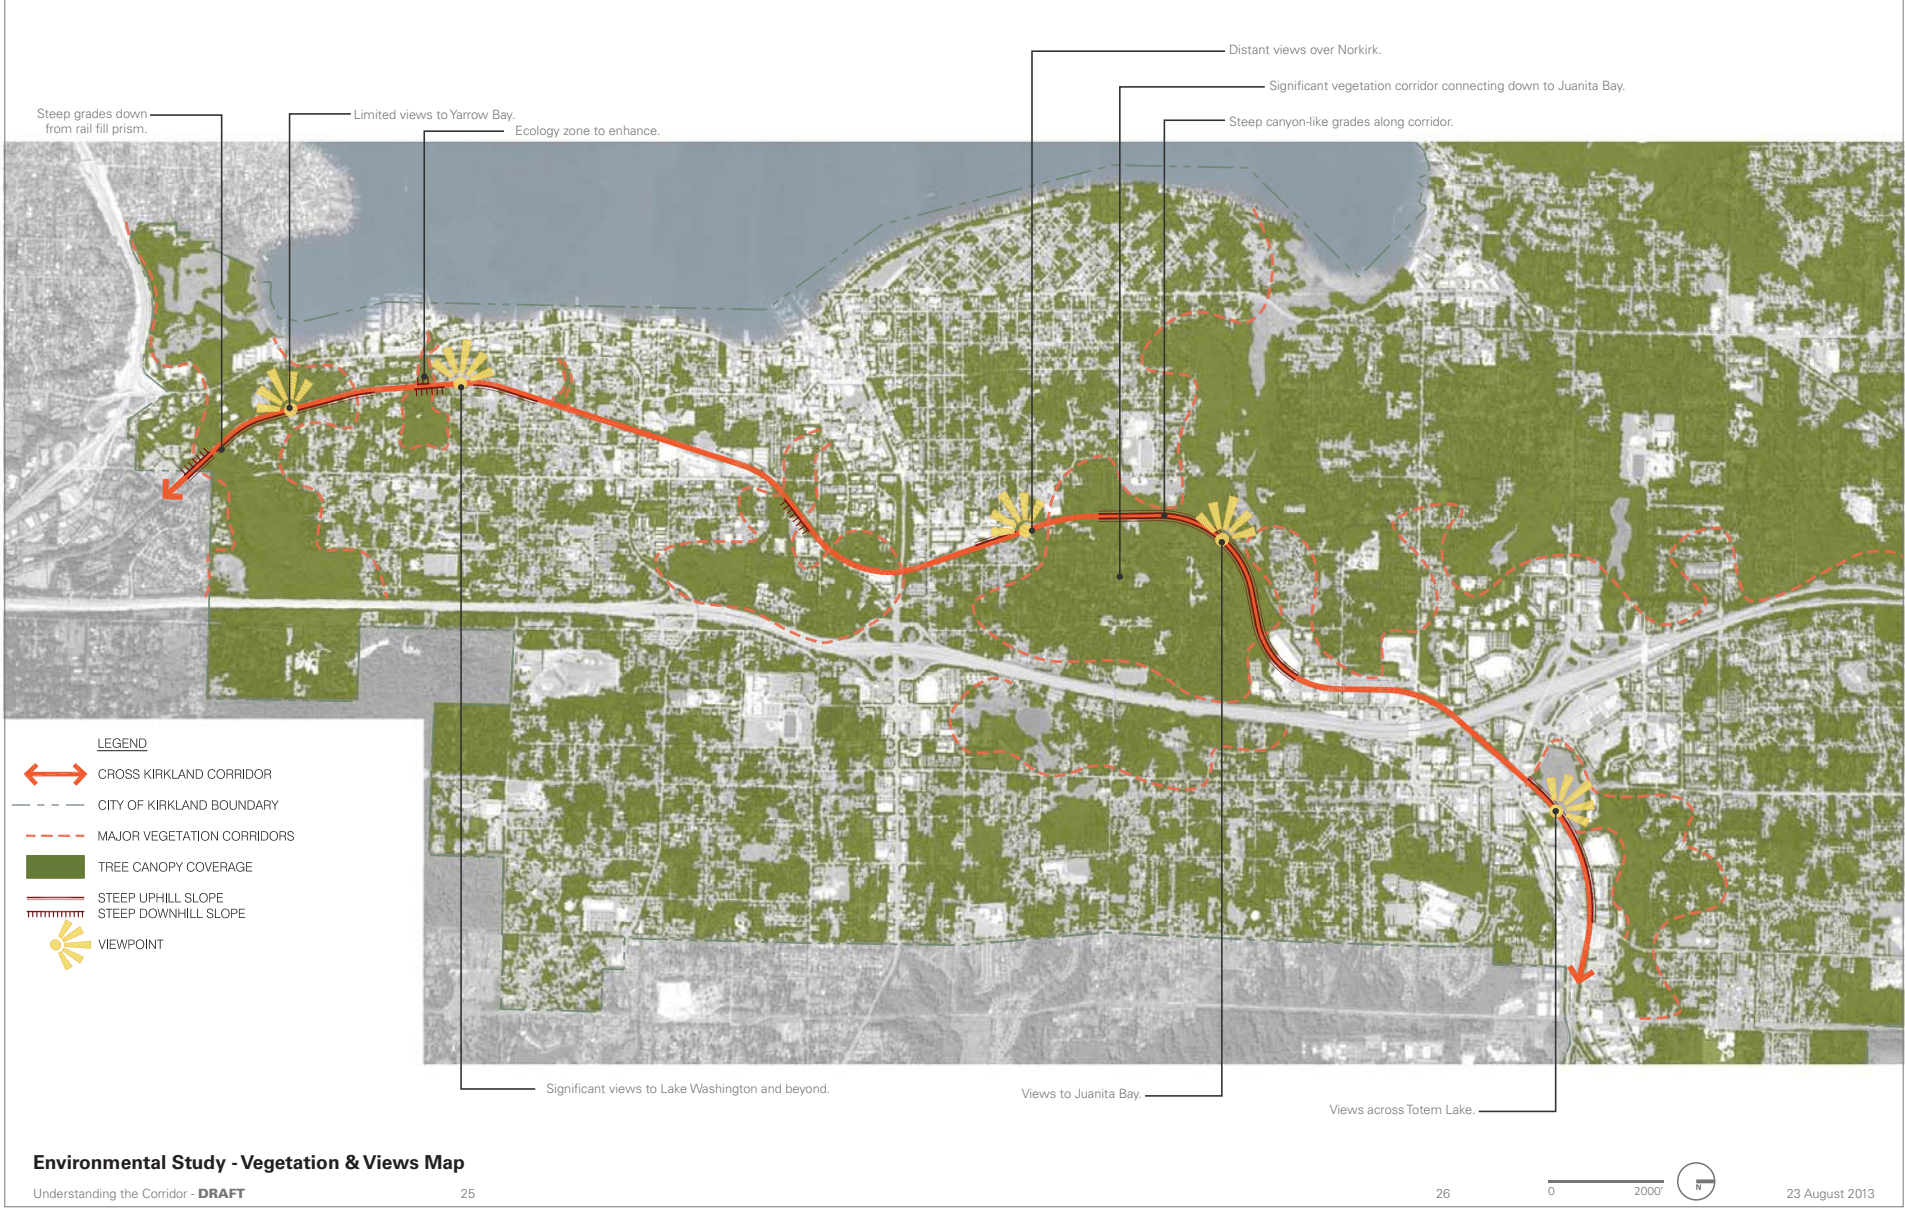 Distant views over Norkirk.
Significant vegetation corridor connecting down to Juanita Bay.
Steep grades down
from rail fill prism.
Limited views to Yarrow Bay.
Ecology zone to enhance.
Steep canyon-like grades along corridor.
LEGEND
CROSS KIRKLAND CORRIDOR
CITY OF KIRKLAND BOUNDARY
MAJOR VEGETATION CORRIDORS
TREE CANOPY COVERAGE
STEEP UPHILL SLOPE
STEEP DOWNHILL SLOPE
VIEWPOINT
Significant views to Lake Washington and beyond.
Views to Juanita Bay.
Views across Totem Lake.
Environmental Study - Vegetation & Views Map
Understanding the Corridor - DRAFT
25
26
0
2000'
N
23 August 2013